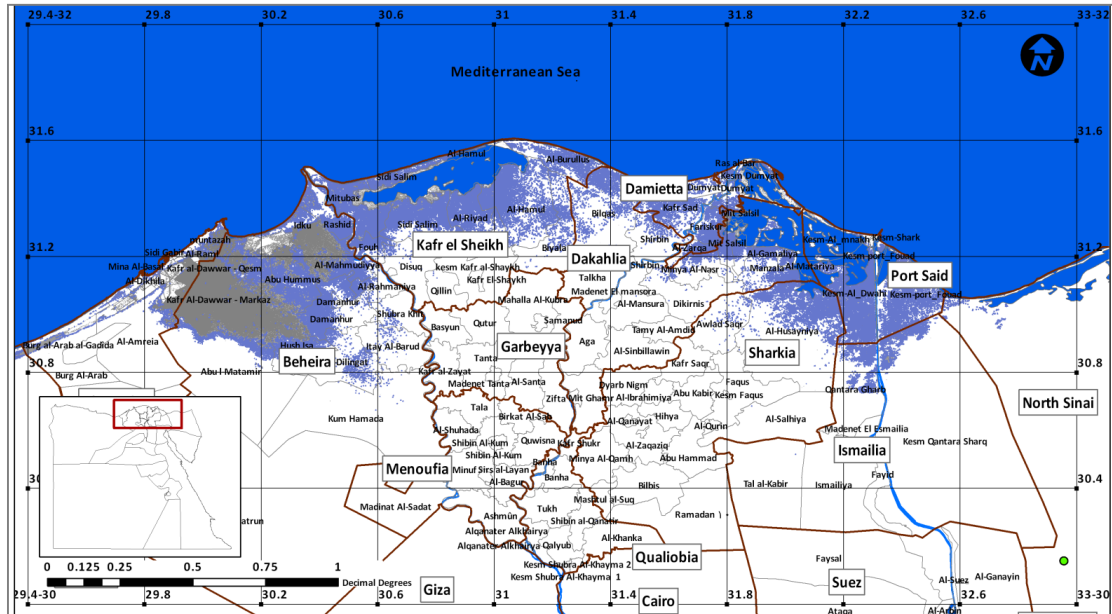 29.4-32
29.8
30.2
30.6
31
31.4
31.8
32.2
32.6
33-32
Mediterranean Sea
N
31.6
31.6
Al-Hamul
Al-Burullus
Ras al-Bar
Kesm Dumyat
Sidi Salim
Damietta
Dumyat
Dumyat
Mitubas
Kafr Sad
Idku
Rashid
Sidi Salim
Al-Riyad
Al-Hamul
Bilqas
Mit Salsil
Fariskur
muntazah
Fouh
Kafr el Sheikh
Biyala
Shirbin
Al-Zarqa
Mit Salsil
Kesm-Al_mnakh
Kesm-Shark
31.2
31.2
Sidi Gabir
Al-Raml
Dakahlia
Al-Gamaliya
Kesm-port_Found
Mina Al-Basal
Kafr al-Dawwar - Qesm
Al-Mahmudiyya
Disuq
kesm Kafr al-Shaykh
Shirbin
Minya Al-Nasr
Manzala
Al-Matariya
Port Said
Al-Dikhila
Abu Hummus
Al-Rahmaniya
Kafr El-Shaykh
Talkha
Qillin
Madenet El mansora
Kesm-Al_Dwahi
Kesm-port_Fouad
Kafr Al-Dawwar - Markaz
Damanhur
Mahalla Al-Kubra
Al-Mansura
Dikirnis
Shubra Khit
Damanhur
Basyun
Qutur
Samanud
Tamy Al-Amdid
Awlad Saqr
Al-Husayniya
Al-Amreia
Burg al-Arab al-Gadida
Hush Isa
Itay Al-Barud
Garbeyya
Aga
Al-Sinbillawin
Sharkia
Beheira
Dilingat
Tanta
Kafr Saqr
30.8
30.8
Burg Al-Arab
Abu l Matamir
Kafr al-Zayat
Madenet Tanta
Al-Santa
Dyarb Nigm
Faqus
Qantara Gharb
North Sinai
Zifta
Mit Ghamr
Al-Ibrahimiya
Abu Kabir
Kesm Faqus
Kum Hamada
Tala
Birkat Al-Sab
Al-Qanayat
Hihya
Al-Salhiya
Al-Qurin
Al-Shuhada
Madenet El Esmailia
Shibin Al-Kum
Quwisna
Kafr Shukr
Al-Zaqaziq
Kesm Qantara Sharq
Shibin Al-Kum
Ismailia
Menoufia
Minuf
Sirs al-Layan
Banha
Minya Al-Qamh
Abu Hammad
Al-Bagur
Banha
Bilbis
Tal al-Kabir
Ismailiya
Fayid
30.4
Madinat Al-Sadat
Mashtul al-Suq
Tukh
Ashmün
Shibin al-Qanatir
Ramadan 1
atrun
Alqanater Alkhairya
Al-Khanka
Alqanater Alkhairya
Qalyub
Qualiobia
Faysal
0
0.125
0.25
0.5
0.75
1
Decimal Degrees
Kesm Shubra Al-Khayma 2
Kesm Shubra Al-Khayma 1
Giza
Suez
Al-Suez
Al-Ganayin
Cairo
29.4-30
29.8
30.2
30.6
31
31.4
31.8
32.6
33-30
Ataqa
Al-Arbin